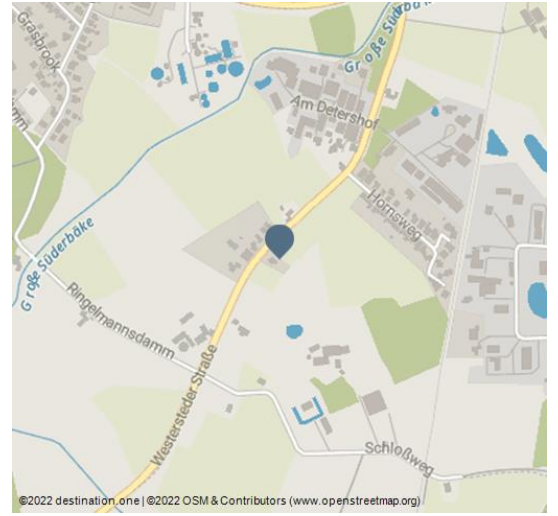 Grasbrook
Große Süderbäke
Am Detershof
Hornsweg
Große Süderbäke
Ringelmannsdamm
Westersteder Straße
Schloßweg
©2022 destination.one | ©2022 OSM & Contributors (www.openstreetmap.org)